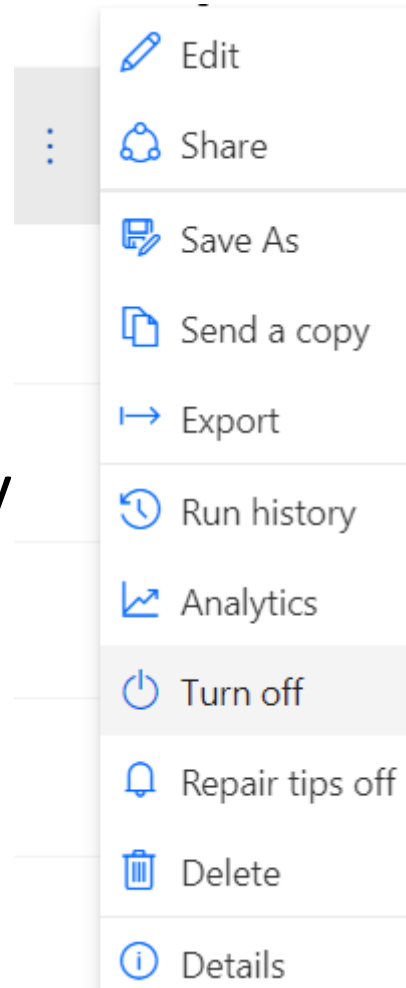 Edit
Share
Save As
Send a copy
Export
Run history
Analytics
Turn off
Repair tips off
Delete
Details